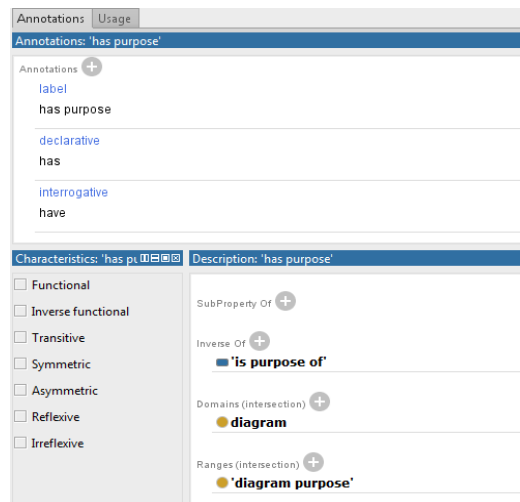 Annotations Usage
Annotations: 'has purpose'
Annotations
label
has purpose
declarative
has
interrogative
have
Characteristics: 'has pu
Functional
Inverse functional
Transitive
Symmetric
Asymmetric
Reflexive
Irreflexive
Description: 'has purpose'
SubProperty Of
Inverse Of
'is purpose of'
Domains (intersection)
diagram
Ranges (intersection)
'diagram purpose'